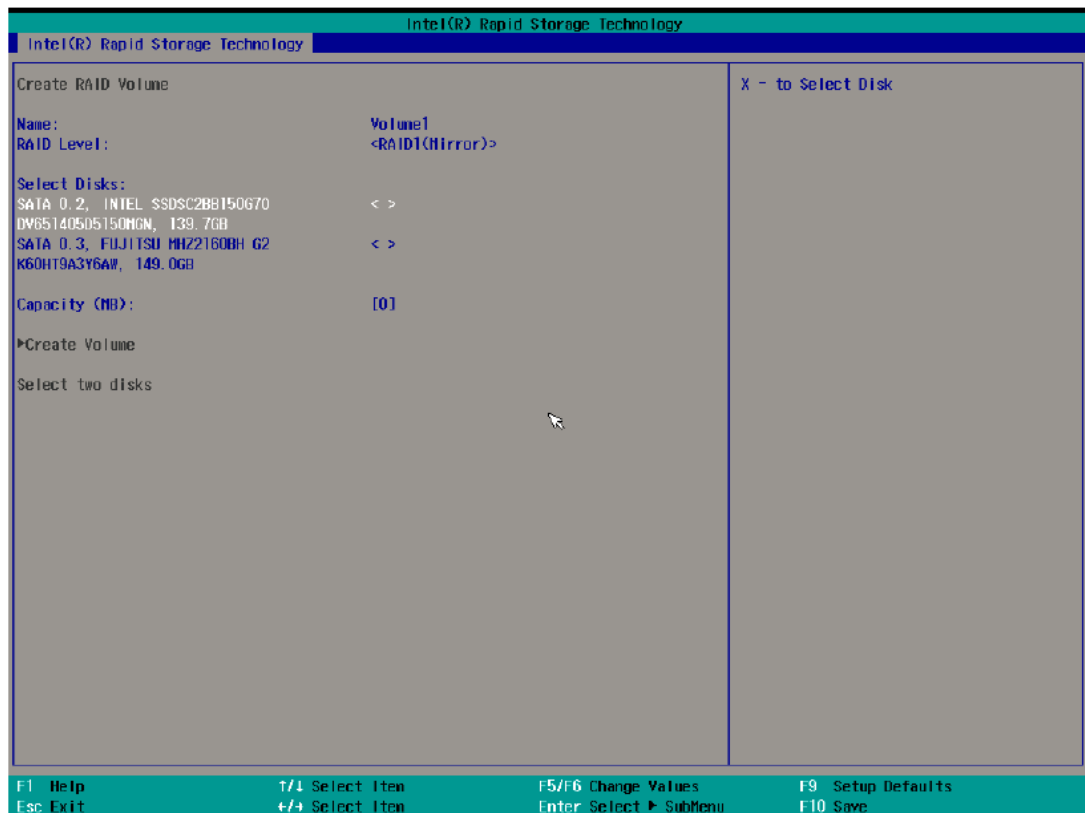 Intel(R) Rapid Storage Technology
Intel(R) Rapid Storage Technology
Create RAID Volume
X - to Select Disk
Name: Volume1
RAID Level: <RAID1(Mirror)>
Select Disks:
SATA 0.2, INTEL SSDSC2BB150G70 < >
DV65140505150MGN, 139.7GB
SATA 0.3, FUJITSU MHZ2160BH G2 < >
K60HT9A3Y6AW, 149.0GB
Capacity (MB): [0]
▶Create Volume
Select two disks
F1 Help ↑/↓ Select Item F5/F6 Change Values F9 Setup Defaults
Esc Exit ←/→ Select Item Enter Select ▶ SubMenu F10 Save